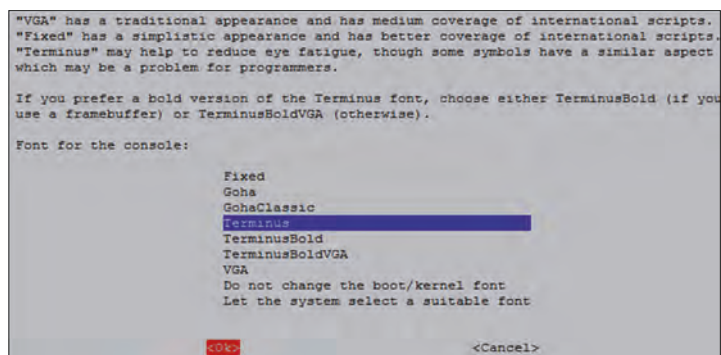 "VGA" has a traditional appearance and has medium coverage of international scripts.
"Fixed" has a simplistic appearance and has better coverage of international scripts.
"Terminus" may help to reduce eye fatigue, though some symbols have a similar aspect
which may be a problem for programmers.
If you prefer a bold version of the Terminus font, choose either TerminusBold (if you
use a framebuffer) or TerminusBoldVGA (otherwise).
Font for the console:
Fixed
Goha
GohaClassic
Terminus
TerminusBold
TerminusBoldVGA
VGA
Do not change the boot/kernel font
Let the system select a suitable font
<Ok> <Cancel>